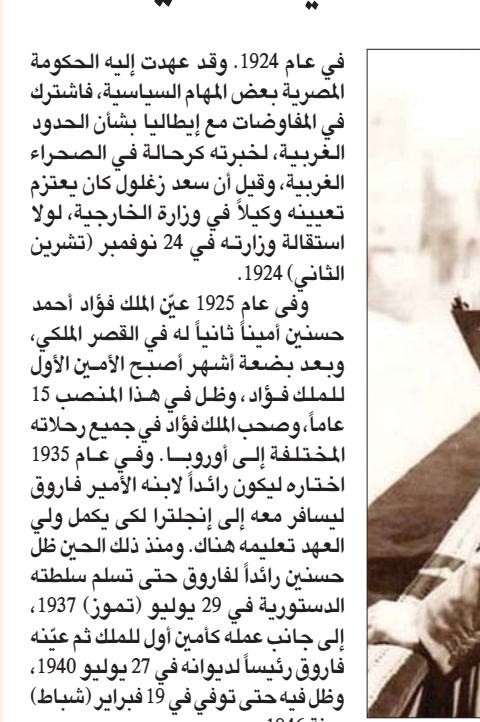 في عام 1924. وقد عهدت إليه الحكومة
المصرية بعض المهام السياسية، فاشترك
في المفاوضات مع إيطاليا بشأن الحدود
الغربية، لخبرته كرحالة في الصحراء
الغربية، وقيل أن سعد زغلول كان يعتزم
تعيينه وكيلاً في وزارة الخارجية، لولا
استقالة وزارته في 24 نوفمبر (تشرين
الثاني) 1924.
وفى عام 1925 عيّن الملك فؤاد أحمد
حسنين أميناً ثانياً له في القصر الملكي،
وبعد بضعة أشهر أصبح الأمين الأول
للملك فؤاد، وظل في هذا المنصب 15
عاماً، وصحب الملك فؤاد في جميع رحلاته
المختلفة إلى أوروبا. وفي عام 1935
اختاره ليكون رائداً لابنه الأمير فاروق
ليسافر معه إلى إنجلترا لكى يكمل ولي
العهد تعليمه هناك. ومنذ ذلك الحين ظل
حسنين رائداً لفاروق حتى تسلم سلطته
الدستورية في 29 يوليو (تموز) 1937،
إلى جانب عمله كأمين أول للملك ثم عيّنه
فاروق رئيساً لديوانه في 27 يوليو 1940،
وظل فيه حتى توفي في 19 فبراير (شباط)
سنة 1946